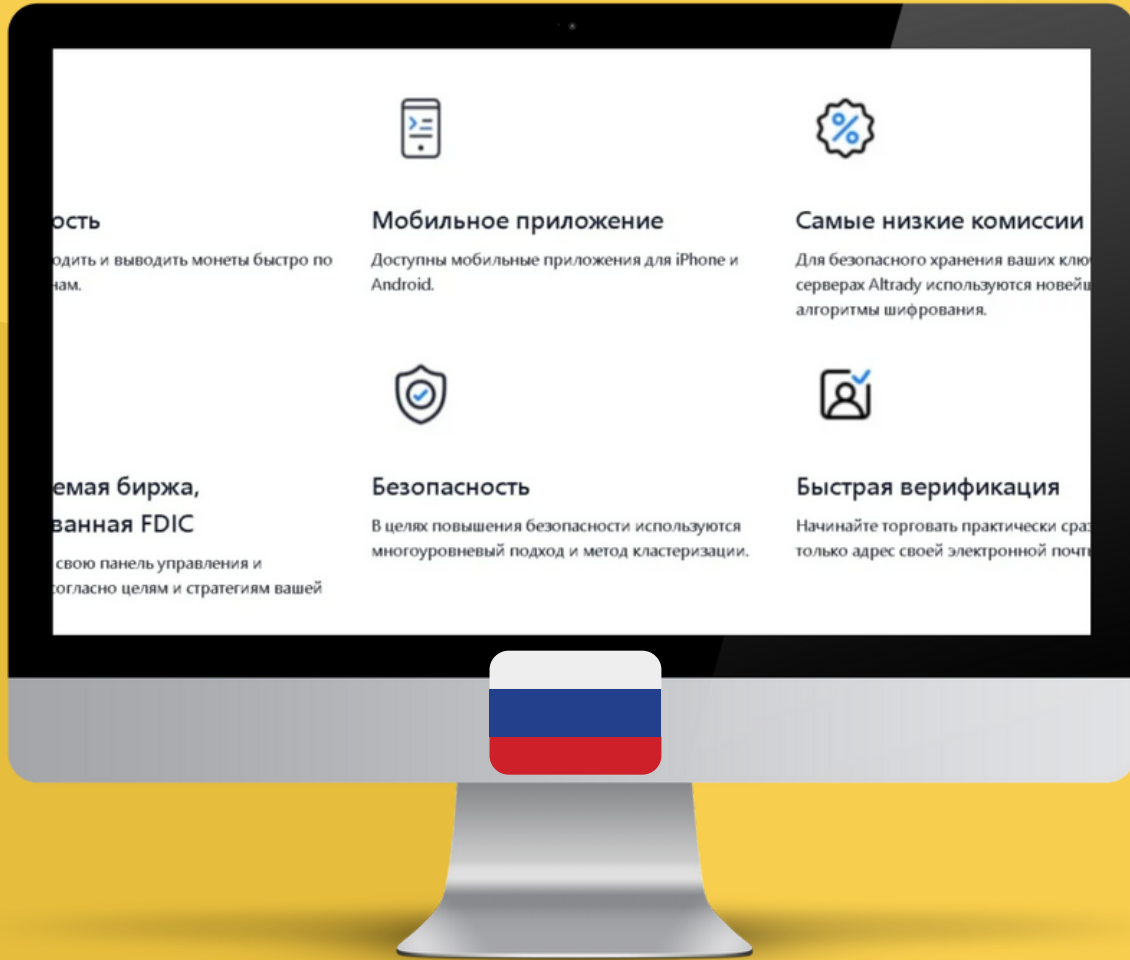 ость
одить и выводить монеты быстро по
нам.
Мобильное приложение
Доступны мобильные приложения для iPhone и
Android.
Самые низкие комиссии
Для безопасного хранения ваших клю
серверах Altrady используются новейш
алгоритмы шифрования.
емая биржа,
ванная FDIC
свою панель управления и
согласно целям и стратегиям вашей
Безопасность
В целях повышения безопасности используются
многоуровневый подход и метод кластеризации.
Быстрая верификация
Начинайте торговать практически сраз
только адрес своей электронной почты